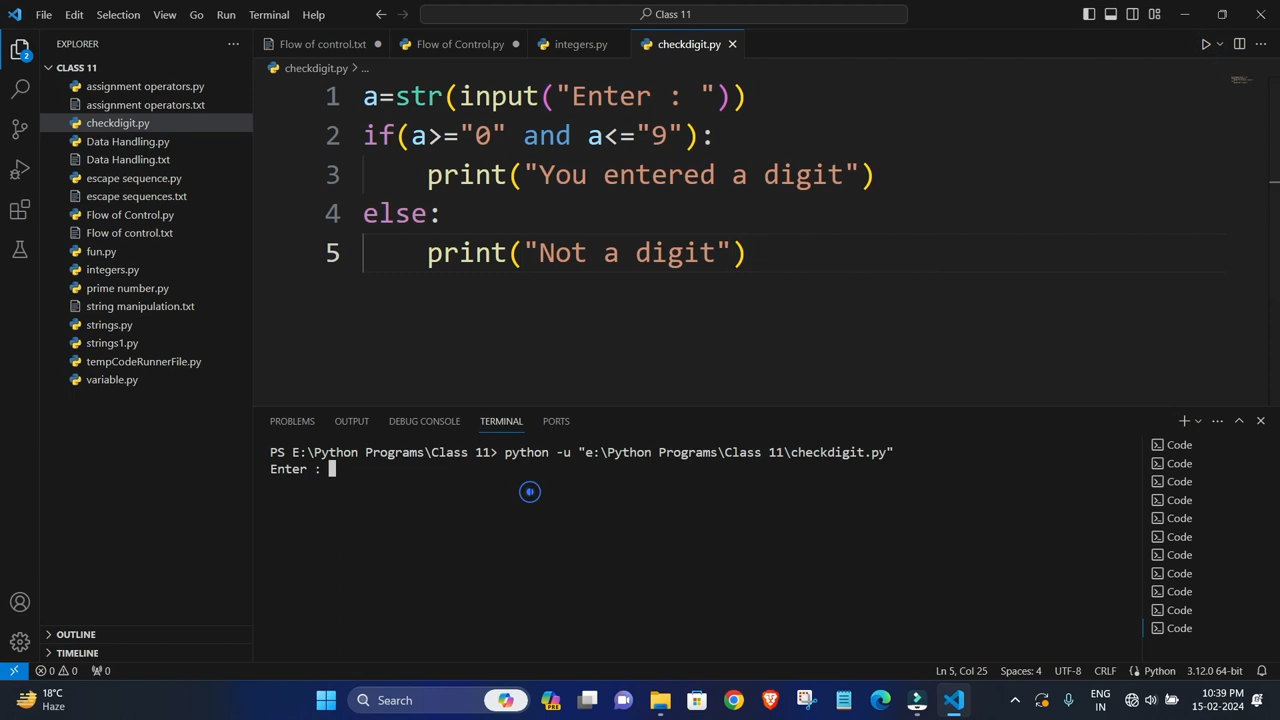 File Edit Selection View Go Run Terminal Help
Class 11
EXPLORER
CLASS 11
assignment operators.py
assignment operators.txt
checkdigit.py
Data Handling.py
Data Handling.txt
escape sequence.py
escape sequences.txt
Flow of Control.py
Flow of control.txt
fun.py
integers.py
prime number.py
string manipulation.txt
strings.py
strings1.py
tempCodeRunnerFile.py
variable.py
OUTLINE
TIMELINE
2
Flow of control.txt Flow of Control.py integers.py checkdigit.py
checkdigit.py > ...
1 a=str(input("Enter : "))
2 if(a>="0" and a<="9"):
3 print("You entered a digit")
4 else:
5 print("Not a digit")
PROBLEMS OUTPUT DEBUG CONSOLE TERMINAL PORTS
PS E:\Python Programs\Class 11> python -u "e:\Python Programs\Class 11\checkdigit.py"
Enter :
Code
Code
Code
Code
Code
Code
Code
Code
Code
Code
Code
0 0 0 Ln 5, Col 25 Spaces: 4 UTF-8 CRLF Python 3.12.0 64-bit
18°C
Haze
Search
PRE
ENG
IN
10:39 PM
15-02-2024